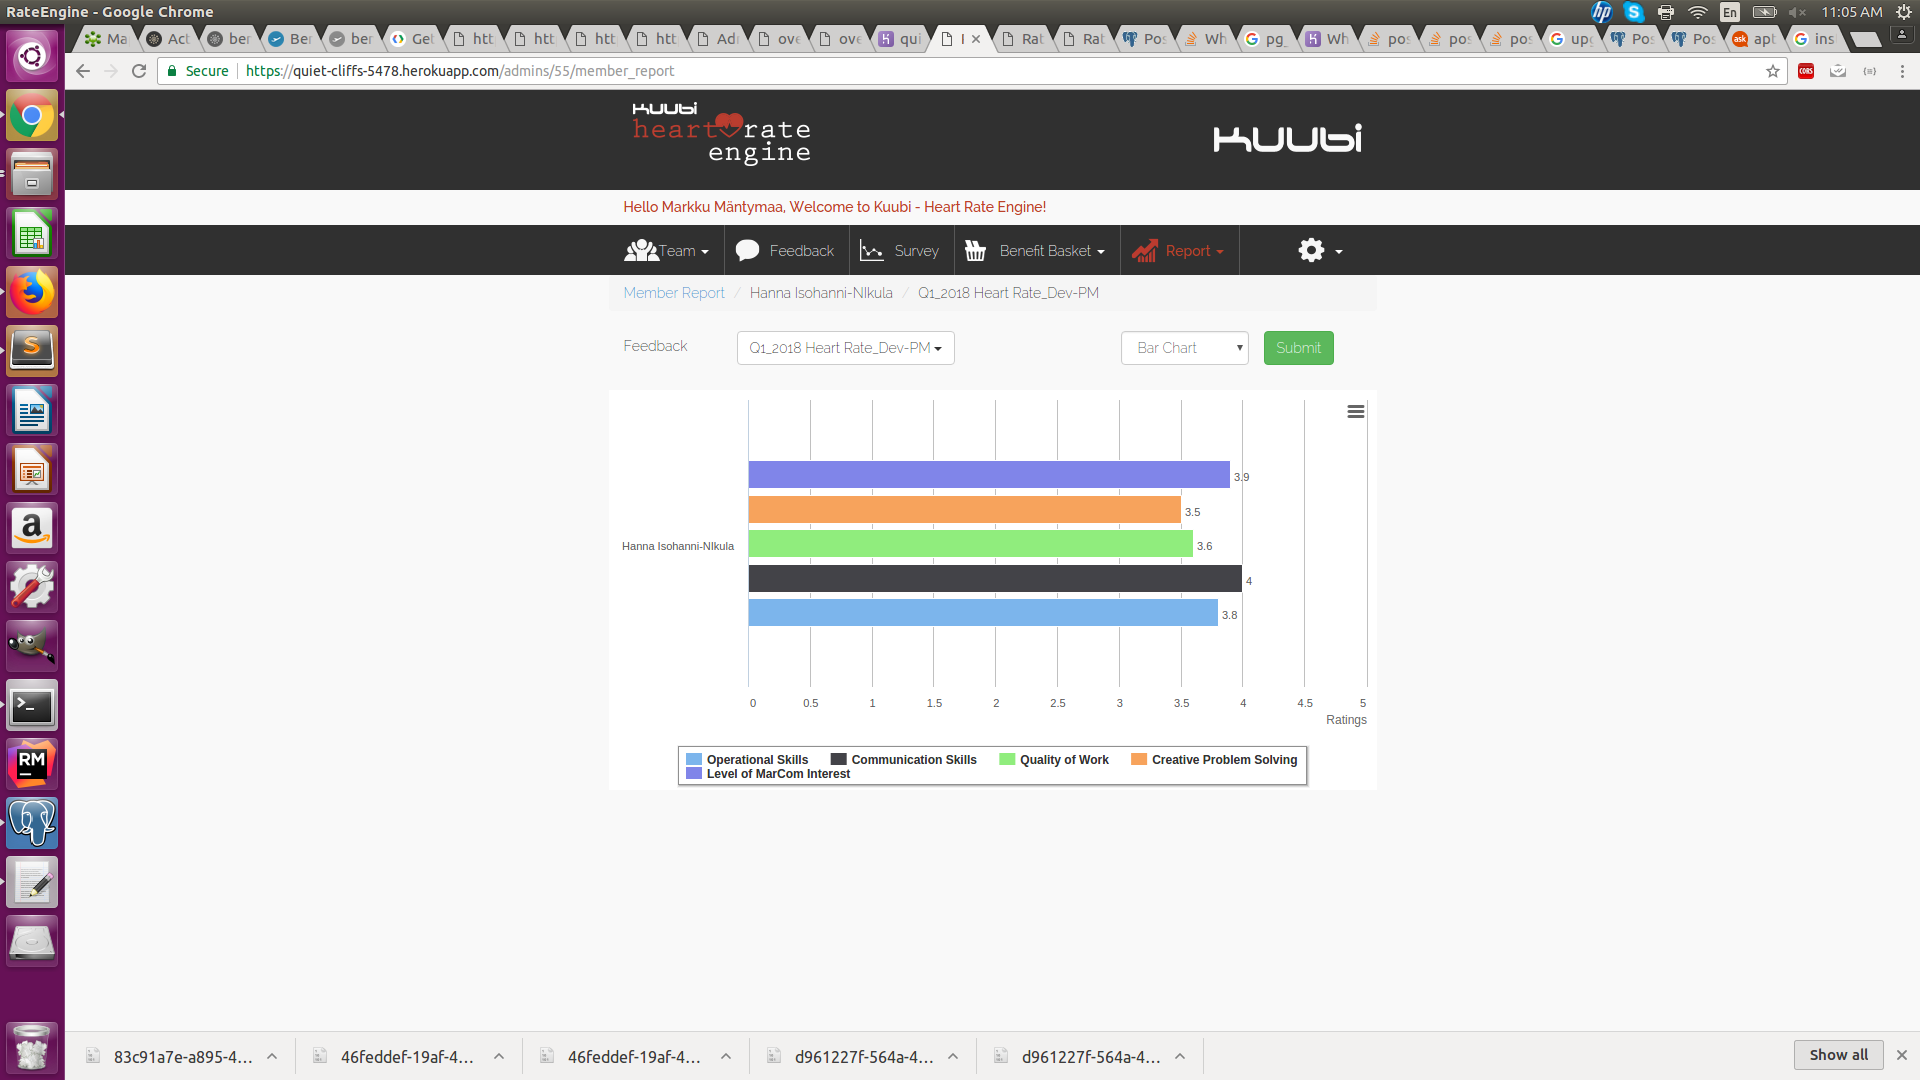 RateEngine - Google Chrome
En
11:05 AM
Ma Act ber Ber ber Get htt htt htt htt Adm ove ove qui Rat Rat Pos Wh pg_ Wh pos pos pos upg Pos Pos apt ins
Secure https://quiet-cliffs-5478.herokuapp.com/admins/55/member_report
CORS
kuubi
heart rate
engine
kuubi
Hello Markku Mäntymaa, Welcome to Kuubi - Heart Rate Engine!
Team Feedback Survey Benefit Basket Report
Member Report / Hanna Isohanni-NIkula / Q1_2018 Heart Rate_Dev-PM
Feedback Q1_2018 Heart Rate_Dev-PM Bar Chart Submit
3.9
3.5
Hanna Isohanni-NIkula 3.6
4
3.8
0 0.5 1 1.5 2 2.5 3 3.5 4 4.5 5
Ratings
Operational Skills Communication Skills Quality of Work Creative Problem Solving
Level of MarCom Interest
83c91a7e-a895-4... 46feddef-19af-4... 46feddef-19af-4... d961227f-564a-4... d961227f-564a-4... Show all